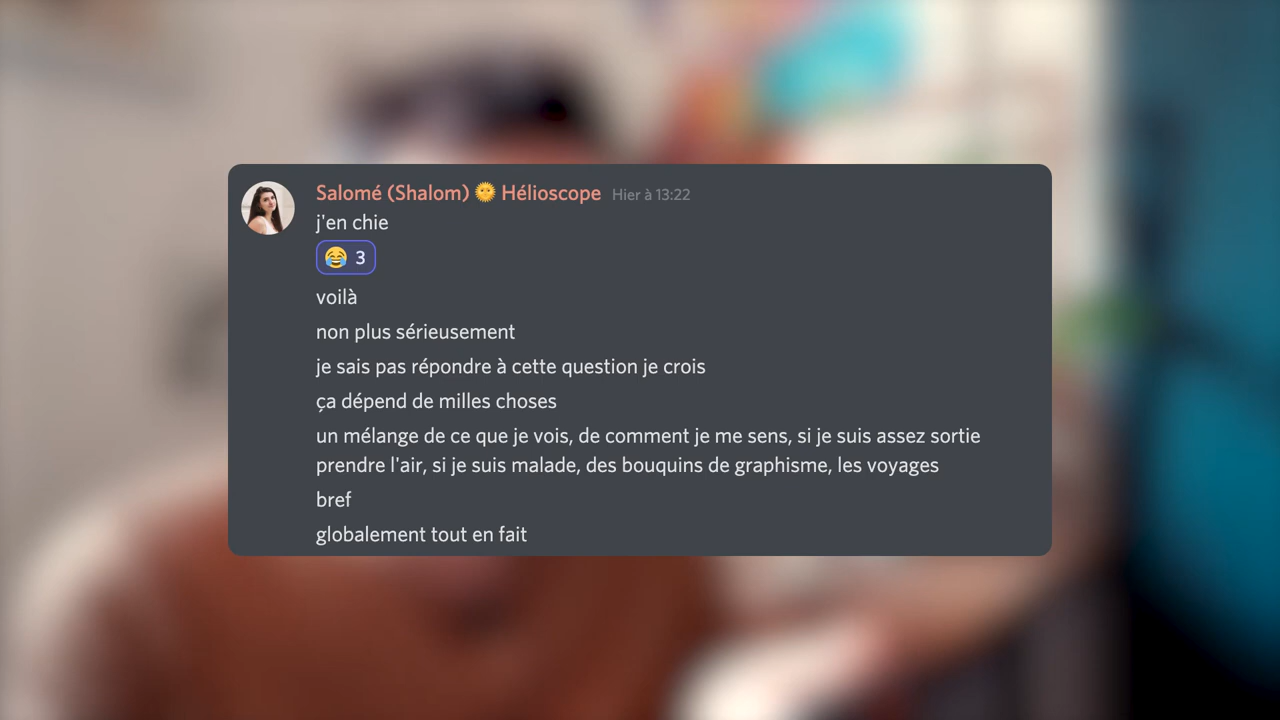 Salomé (Shalom) 🌞 Hélioscope Hier à 13:22
j'en chie
😂 3
voilà
non plus sérieusement
je sais pas répondre à cette question je crois
ça dépend de milles choses
un mélange de ce que je vois, de comment je me sens, si je suis assez sortie
prendre l'air, si je suis malade, des bouquins de graphisme, les voyages
bref
globalement tout en fait